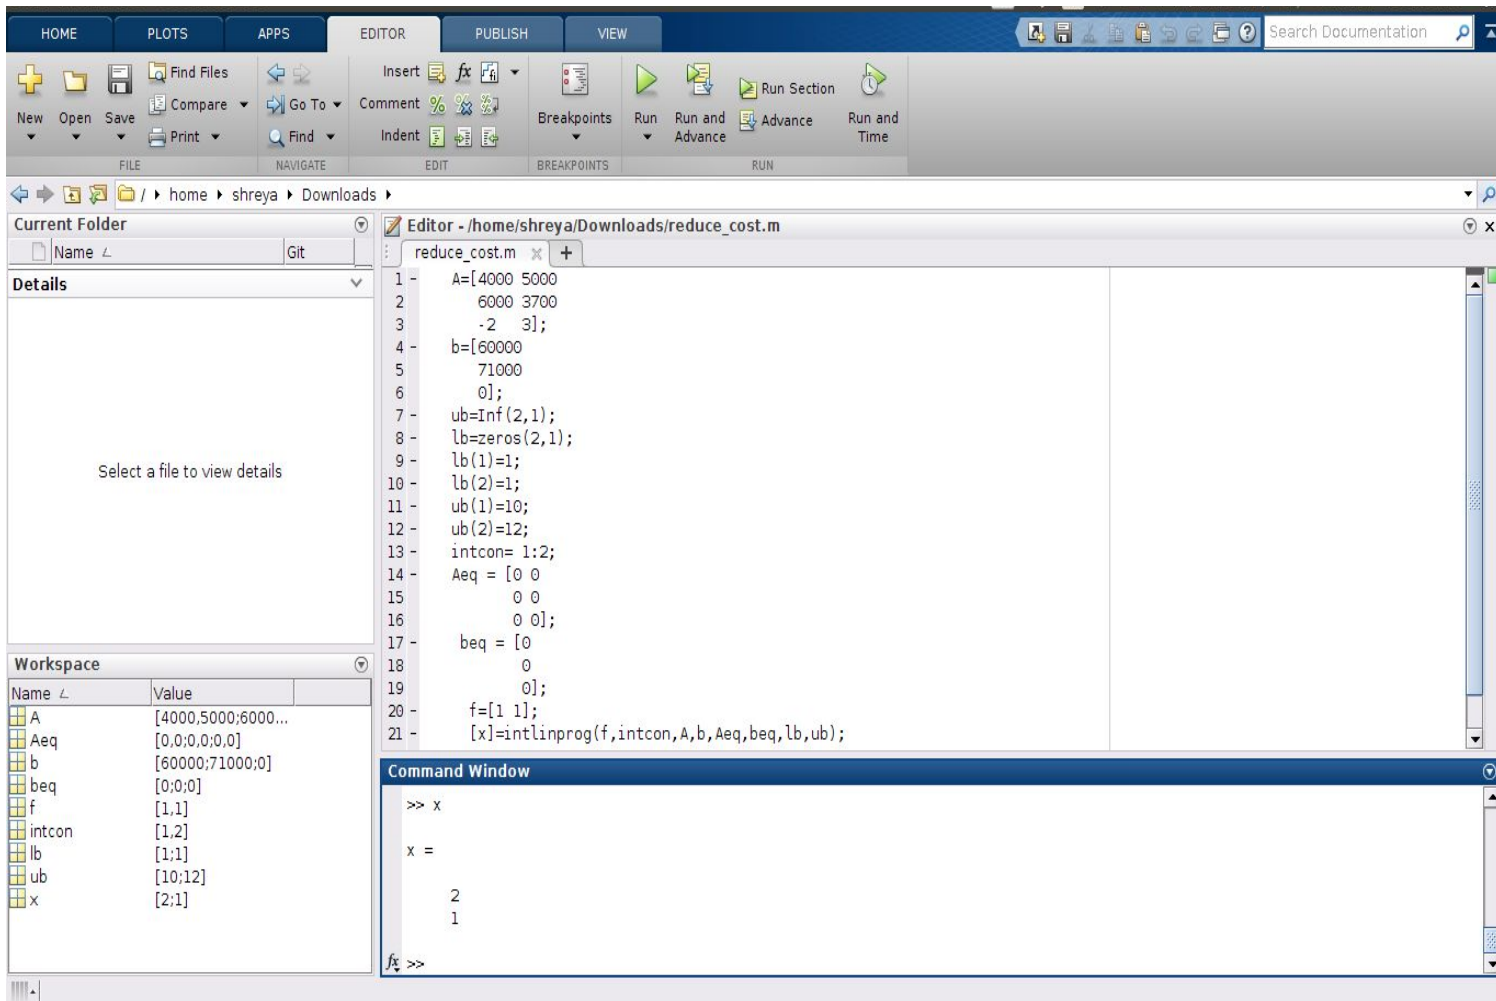 HOME PLOTS APPS EDITOR PUBLISH VIEW Search Documentation
New Open Save
Find Files
Compare
Print
FILE
Go To
Find
NAVIGATE
Insert fx
Comment
Indent
EDIT
Breakpoints
BREAKPOINTS
Run
Run and Advance
Run Section
Advance
Run and Time
RUN
/ home shreya Downloads
Current Folder
Name Git
Details
Select a file to view details
Workspace
Name Value
A [4000,5000;6000...
Aeq [0,0;0,0;0,0]
b [60000;71000;0]
beq [0;0;0]
f [1,1]
intcon [1,2]
lb [1;1]
ub [10;12]
x [2;1]
Editor - /home/shreya/Downloads/reduce_cost.m
reduce_cost.m +
1 - A=[4000 5000
2 6000 3700
3 -2 3];
4 - b=[60000
5 71000
6 0];
7 - ub=Inf(2,1);
8 - lb=zeros(2,1);
9 - lb(1)=1;
10 - lb(2)=1;
11 - ub(1)=10;
12 - ub(2)=12;
13 - intcon= 1:2;
14 - Aeq = [0 0
15 0 0
16 0 0];
17 - beq = [0
18 0
19 0];
20 - f=[1 1];
21 - [x]=intlinprog(f,intcon,A,b,Aeq,beq,lb,ub);
Command Window
>> x
x =
2
1
fx >>